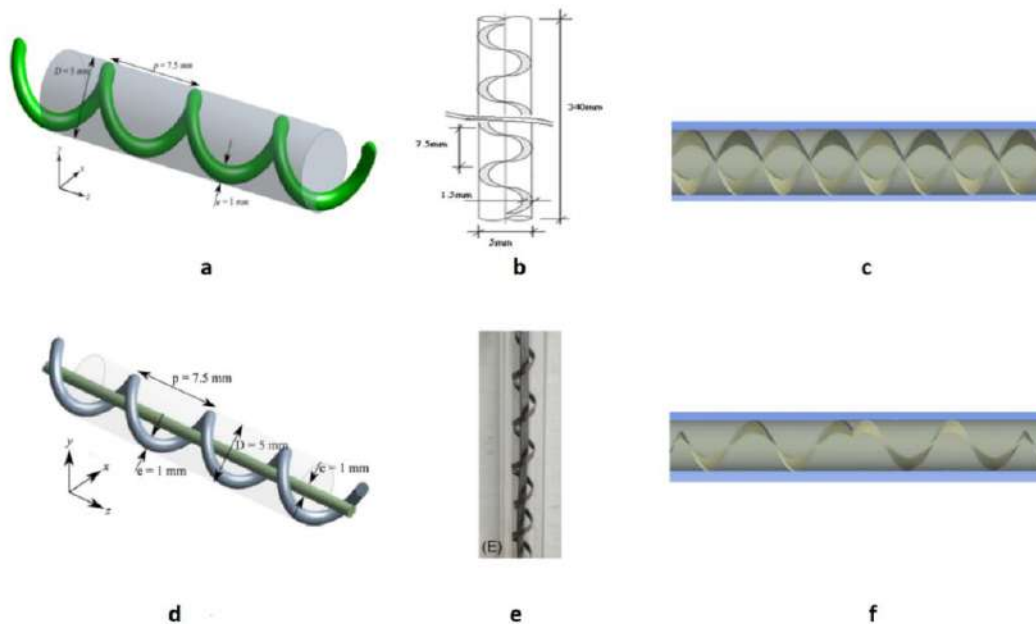 D = 5 mm
p = 7.5 mm
e = 1 mm
y
x
z
a
340mm
7.5mm
1.5mm
5mm
b
c
p = 7.5 mm
D = 5 mm
e = 1 mm
c = 1 mm
y
x
z
d
(E)
e
f